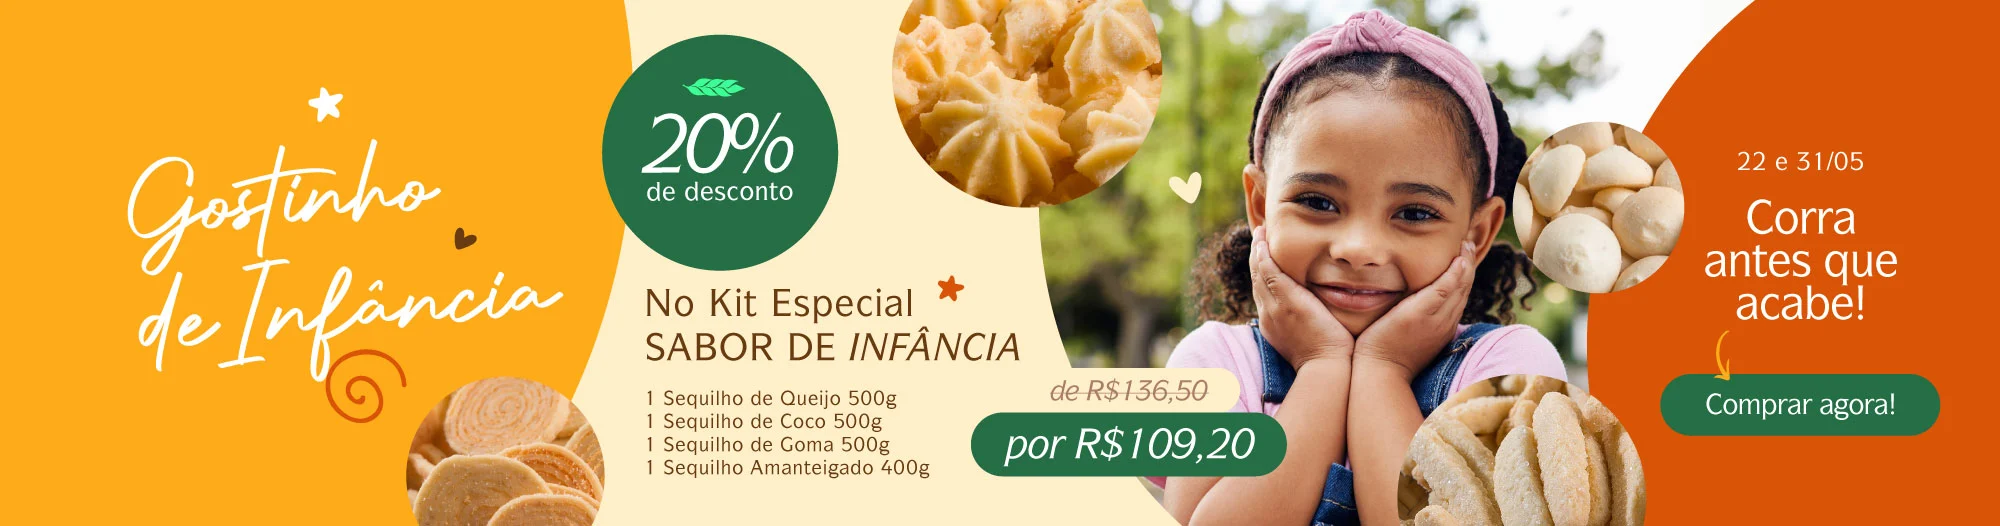 Gostinho
de Infância
20%
de desconto
No Kit Especial
SABOR DE INFÂNCIA
1 Sequilho de Queijo 500g
1 Sequilho de Coco 500g
1 Sequilho de Goma 500g
1 Sequilho Amanteigado 400g
de R$136,50
por R$109,20
22 e 31/05
Corra
antes que
acabe!
Comprar agora!